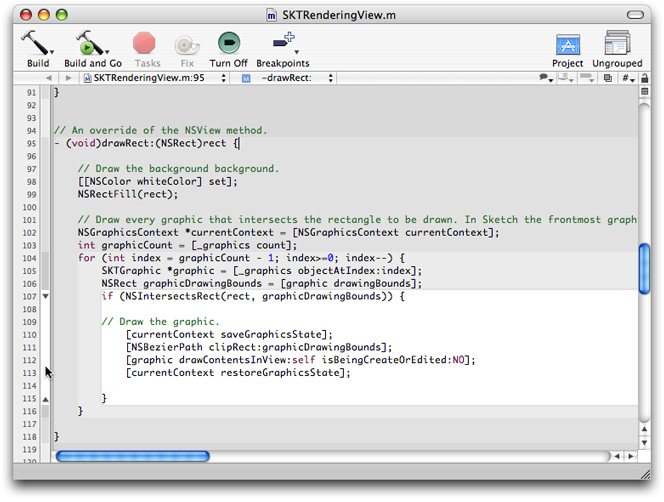 SKTRenderingView.m
Build Build and Go Tasks Fix Turn Off Breakpoints Project Ungrouped
SKTRenderingView.m:95 M -drawRect: #
91 }
92
93
94 // An override of the NSView method.
95 - (void)drawRect:(NSRect)rect {
96
97 // Draw the background background.
98 [[NSColor whiteColor] set];
99 NSRectFill(rect);
100
101 // Draw every graphic that intersects the rectangle to be drawn. In Sketch the frontmost graph
102 NSGraphicsContext *currentContext = [NSGraphicsContext currentContext];
103 int graphicCount = [_graphics count];
104 for (int index = graphicCount - 1; index>=0; index--) {
105 SKTGraphic *graphic = [_graphics objectAtIndex:index];
106 NSRect graphicDrawingBounds = [graphic drawingBounds];
107 if (NSIntersectsRect(rect, graphicDrawingBounds)) {
108
109 // Draw the graphic.
110 [currentContext saveGraphicsState];
111 [NSBezierPath clipRect:graphicDrawingBounds];
112 [graphic drawContentsInView:self isBeingCreateOrEdited:NO];
113 [currentContext restoreGraphicsState];
114
115 }
116 }
117
118 }
119
120